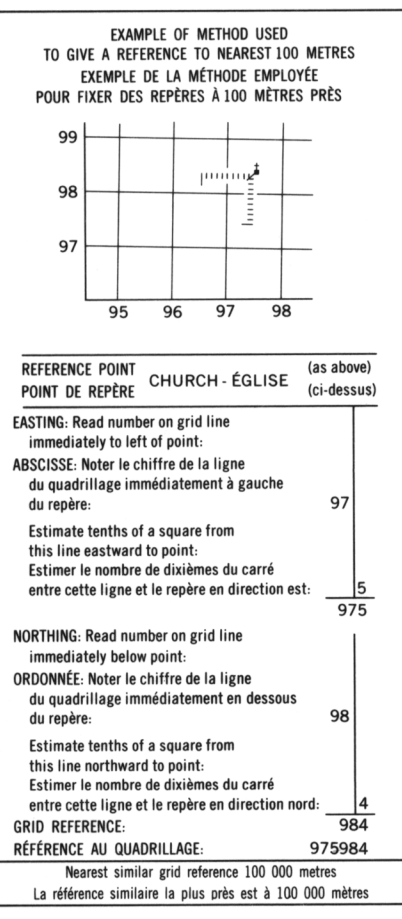 EXAMPLE OF METHOD USED
TO GIVE A REFERENCE TO NEAREST 100 METRES
EXEMPLE DE LA MÉTHODE EMPLOYÉE
POUR FIXER DES REPÈRES À 100 MÈTRES PRÈS
99
98
97
95 96 97 98
REFERENCE POINT
POINT DE REPÈRE
CHURCH - ÉGLISE
(as above)
(ci-dessus)
EASTING: Read number on grid line
immediately to left of point:
ABSCISSE: Noter le chiffre de la ligne
du quadrillage immédiatement à gauche
du repère: 97
Estimate tenths of a square from
this line eastward to point:
Estimer le nombre de dixièmes du carré
entre cette ligne et le repère en direction est: 5
975
NORTHING: Read number on grid line
immediately below point:
ORDONNÉE: Noter le chiffre de la ligne
du quadrillage immédiatement en dessous
du repère: 98
Estimate tenths of a square from
this line northward to point:
Estimer le nombre de dixièmes du carré
entre cette ligne et le repère en direction nord: 4
GRID REFERENCE: 984
RÉFÉRENCE AU QUADRILLAGE: 975984
Nearest similar grid reference 100 000 metres
La référence similaire la plus près est à 100 000 mètres